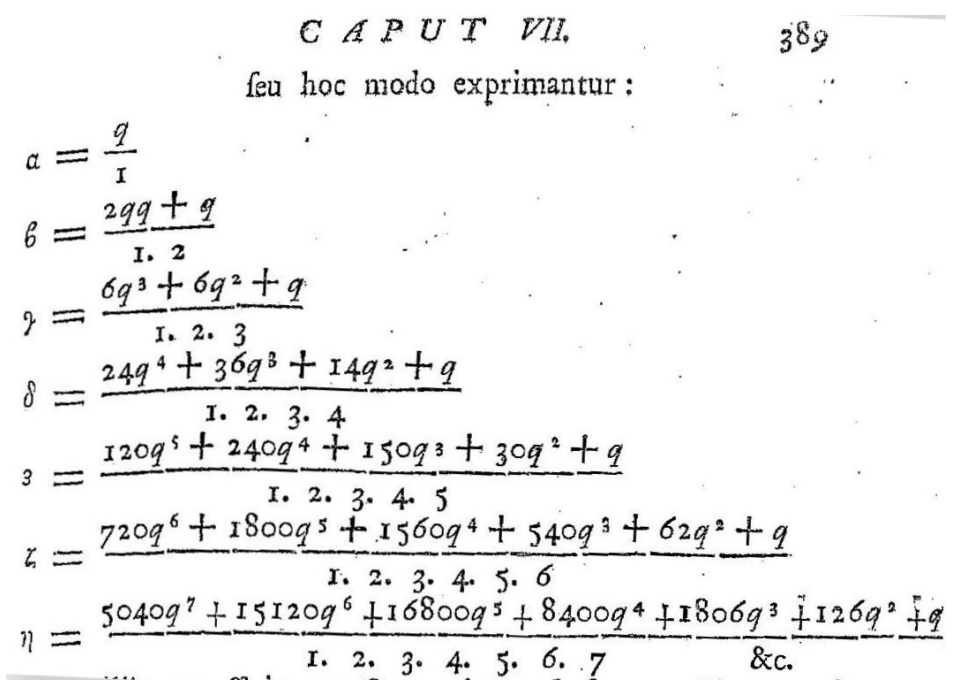 CAPUT VII. 389
ſeu hoc modo exprimantur :
α = q/1
ϐ = (2qq + q)/(1. 2)
γ = (6q³ + 6q² + q)/(1. 2. 3)
δ = (24q⁴ + 36q³ + 14q² + q)/(1. 2. 3. 4)
ε = (120q⁵ + 240q⁴ + 150q³ + 30q² + q)/(1. 2. 3. 4. 5)
ζ = (720q⁶ + 1800q⁵ + 1560q⁴ + 540q³ + 62q² + q)/(1. 2. 3. 4. 5. 6)
η = (5040q⁷ + 15120q⁶ + 16800q⁵ + 8400q⁴ + 1806q³ + 126q² + q)/(1. 2. 3. 4. 5. 6. 7)
&c.